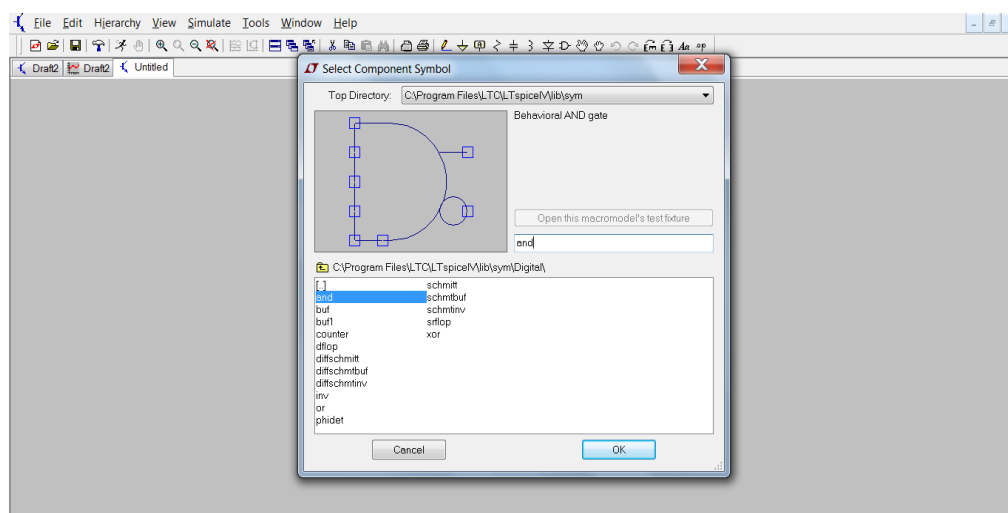 File Edit Hierarchy View Simulate Tools Window Help
Draft2 Draft2 Untitled
Select Component Symbol
Top Directory: C:\Program Files\LTC\LTspiceIV\lib\sym
Behavioral AND gate
Open this macromodel's test fixture
and
C:\Program Files\LTC\LTspiceIV\lib\sym\Digital\
[..] schmitt
and schmtbuf
buf schmtinv
buf1 srflop
counter xor
dflop
diffschmitt
diffschmtbuf
diffschmtinv
inv
or
phidet
Cancel OK